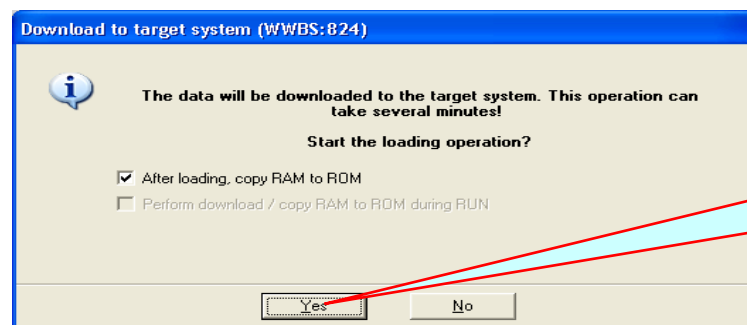 Download to target system (WWBS:824)
The data will be downloaded to the target system. This operation can
take several minutes!
Start the loading operation?
After loading, copy RAM to ROM
Perform download / copy RAM to ROM during RUN
Yes
No